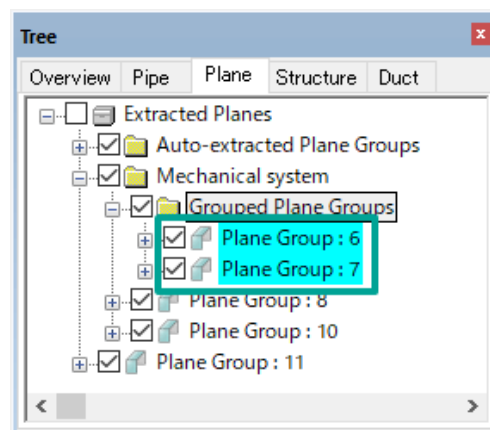 Tree
x
Overview Pipe Plane Structure Duct
Extracted Planes
Auto-extracted Plane Groups
Mechanical system
Grouped Plane Groups
Plane Group : 6
Plane Group : 7
Plane Group : 8
Plane Group : 10
Plane Group : 11